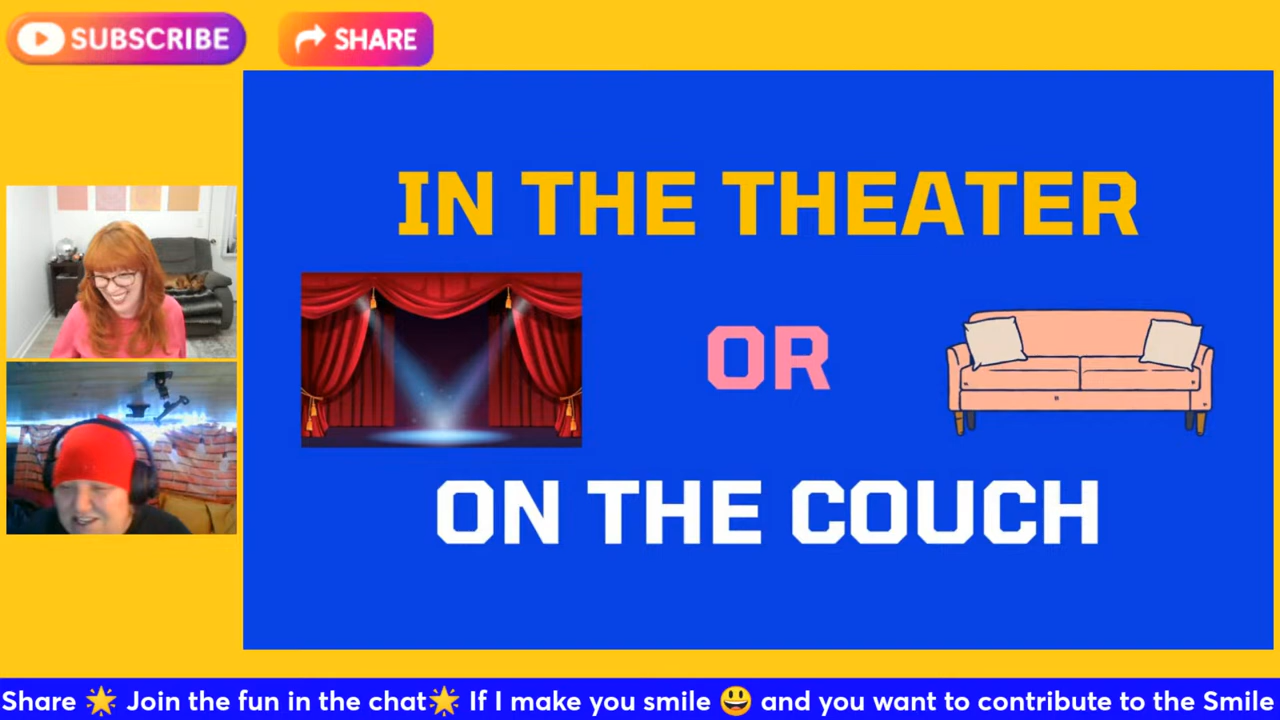 SUBSCRIBE
SHARE
IN THE THEATER
OR
ON THE COUCH
Share 🌟 Join the fun in the chat🌟 If I make you smile 😃 and you want to contribute to the Smile